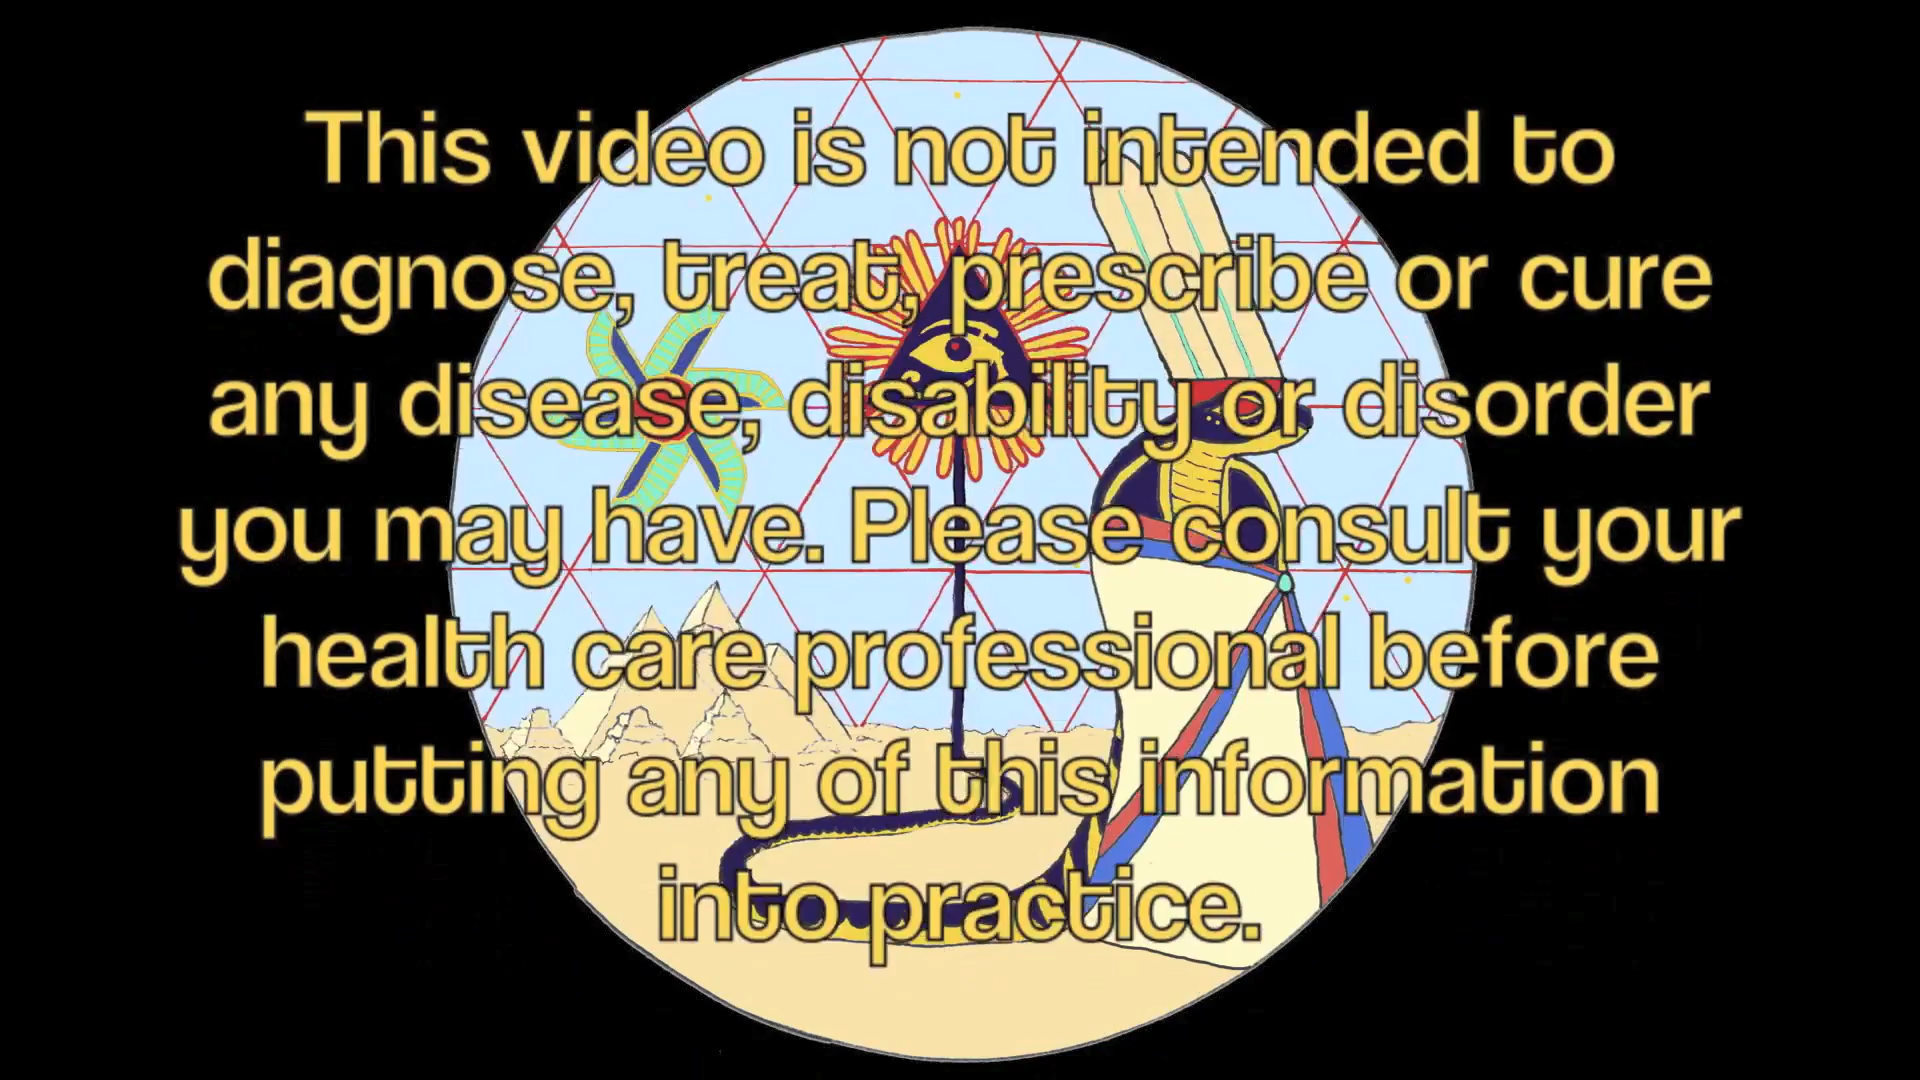 This video is not intended to
diagnose, treat, prescribe or cure
any disease, disability or disorder
you may have. Please consult your
health care professional before
putting any of this information
into practice.